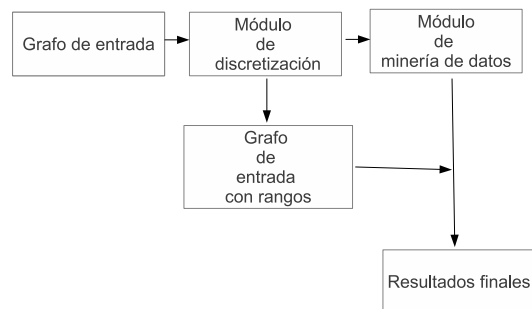 Grafo de entrada
Módulo
de
discretización
Módulo
de
minería de datos
Grafo
de
entrada
con rangos
Resultados finales